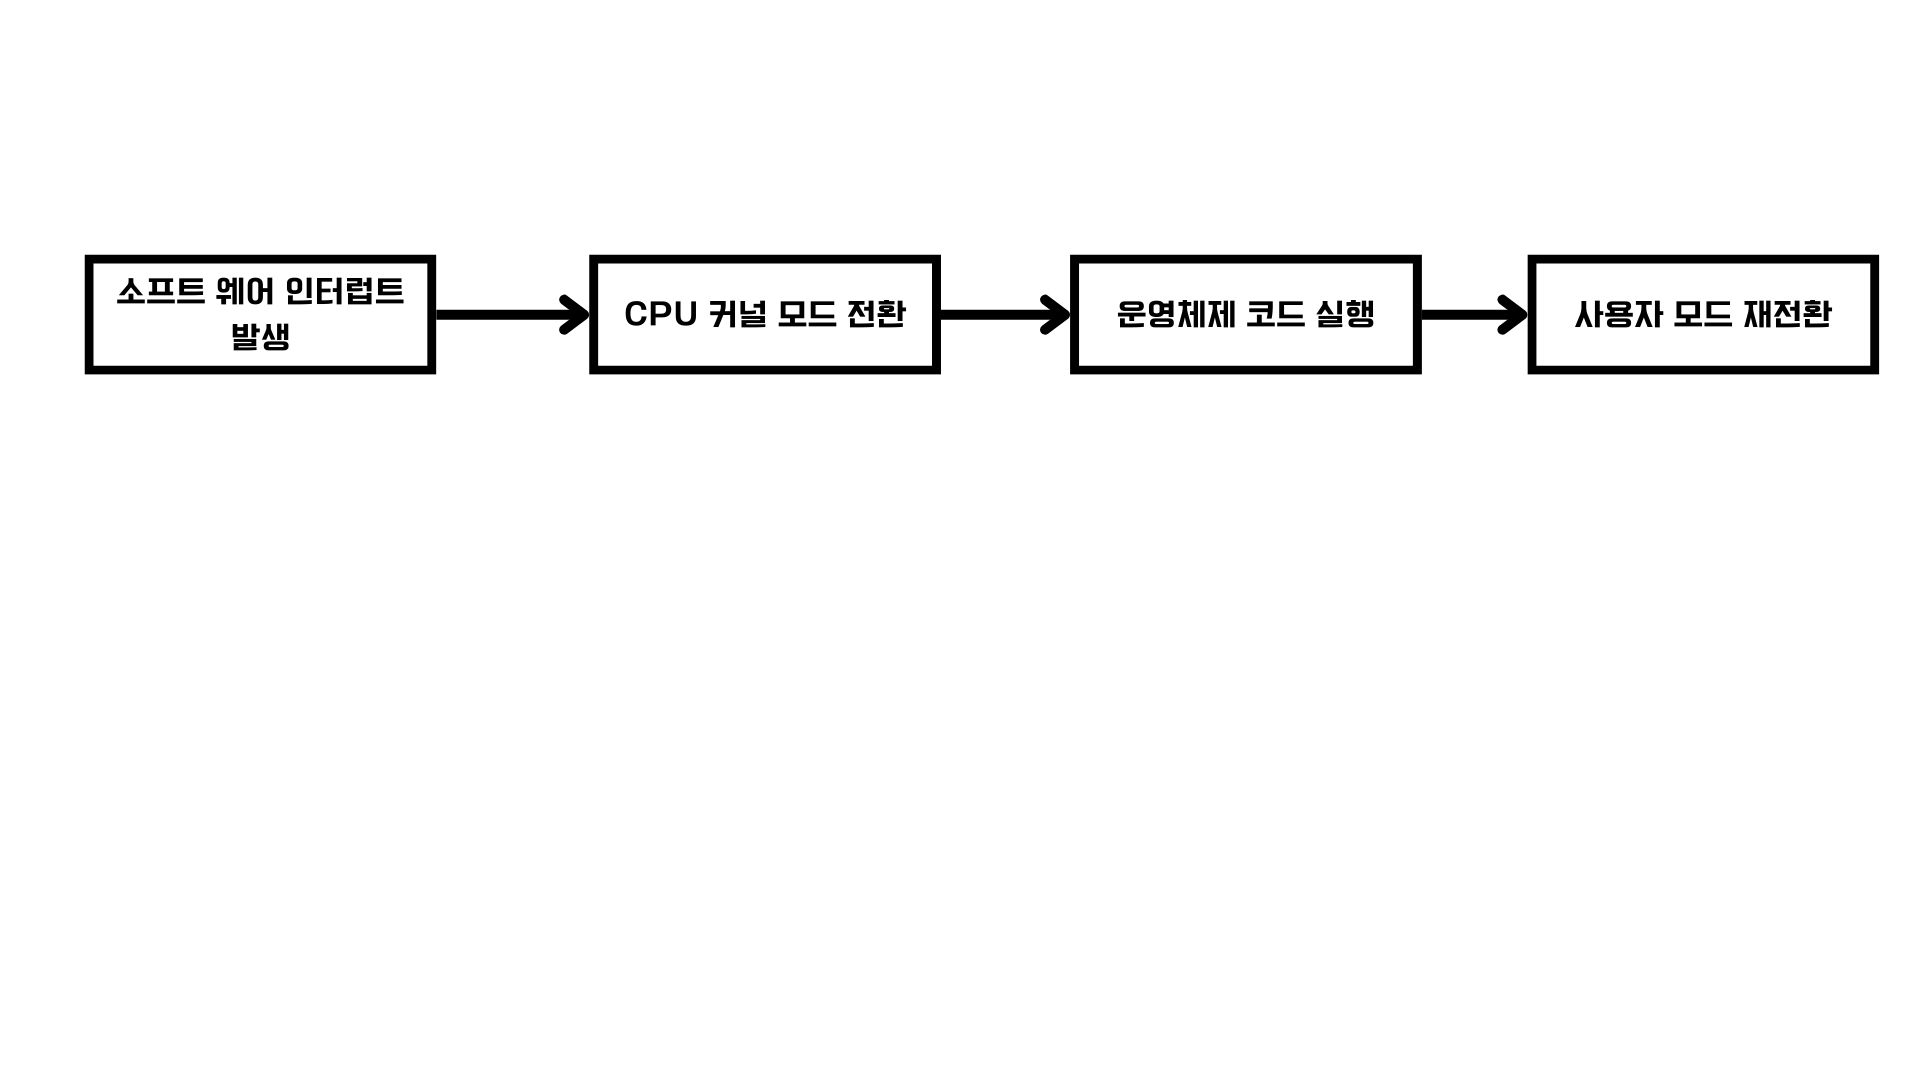 소프트 웨어 인터럽트
발생
CPU 커널 모드 전환
운영체제 코드 실행
사용자 모드 재전환